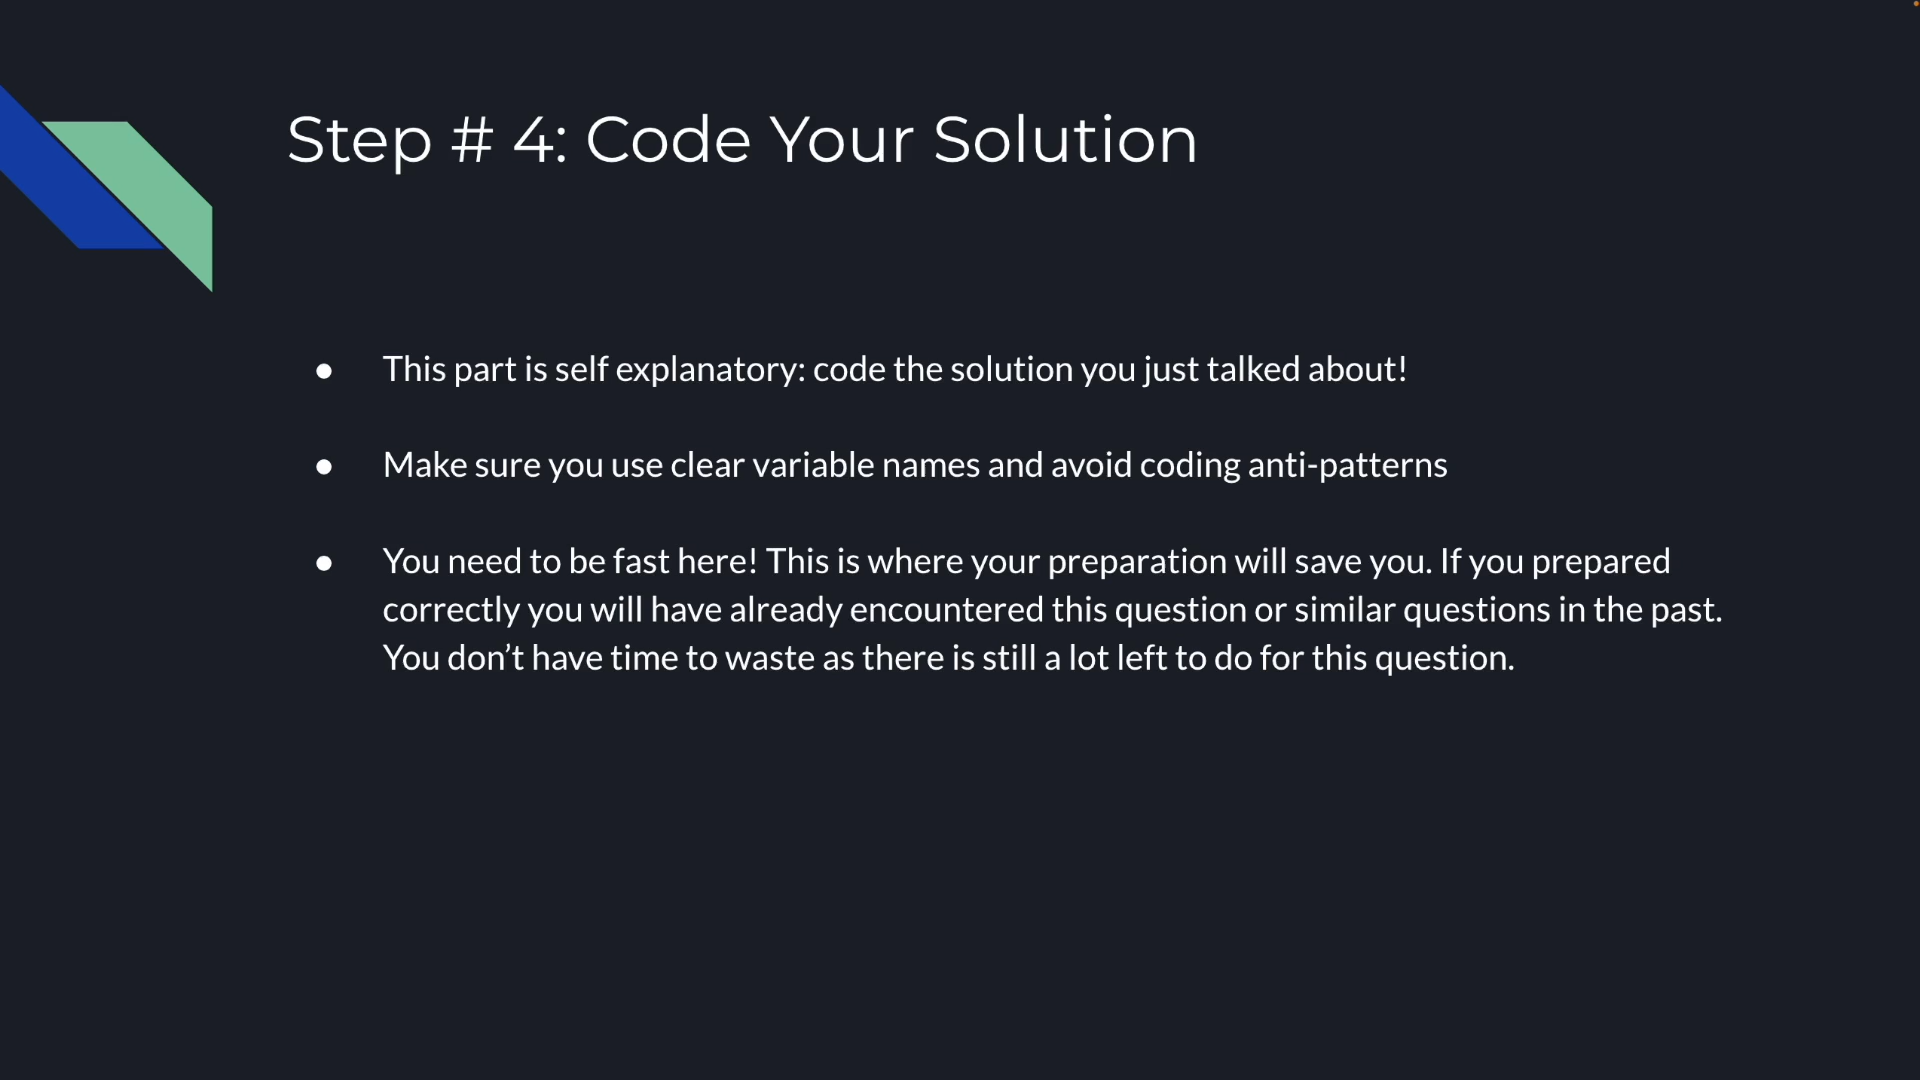 Step # 4: Code Your Solution
● This part is self explanatory: code the solution you just talked about!
● Make sure you use clear variable names and avoid coding anti-patterns
● You need to be fast here! This is where your preparation will save you. If you prepared
correctly you will have already encountered this question or similar questions in the past.
You don’t have time to waste as there is still a lot left to do for this question.